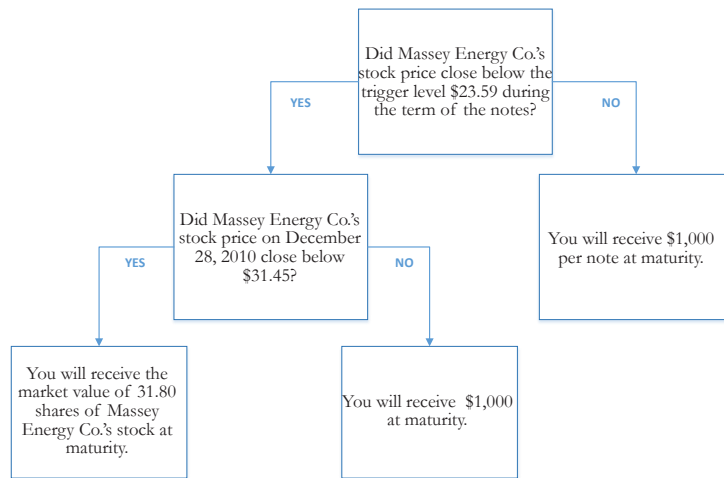 Did Massey Energy Co.'s
stock price close below the
trigger level $23.59 during
the term of the notes?
YES
NO
Did Massey Energy Co.'s
stock price on December
28, 2010 close below
$31.45?
You will receive $1,000
per note at maturity.
YES
NO
You will receive the
market value of 31.80
shares of Massey
Energy Co.'s stock at
maturity.
You will receive $1,000
at maturity.